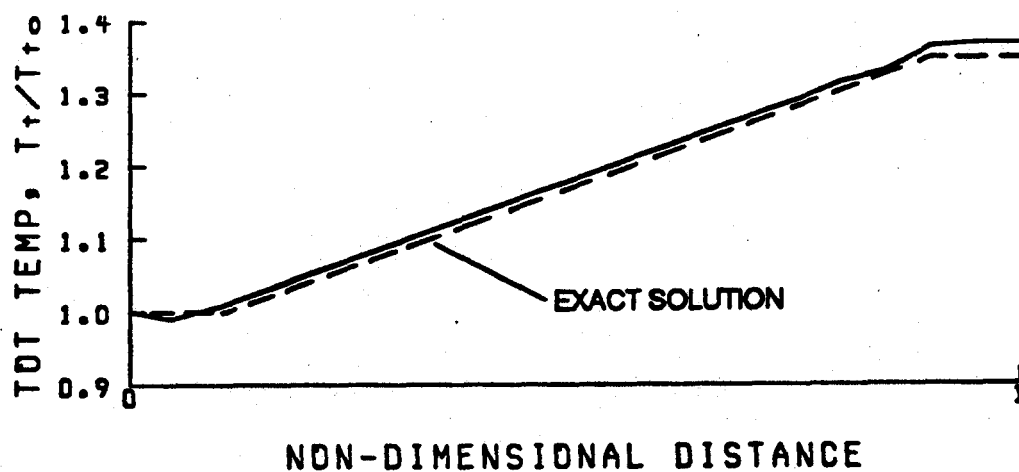 TOT TEMP, Tt/Tto
1.4
1.3
1.2
1.1
1.0
0.9
0
1
EXACT SOLUTION
NON-DIMENSIONAL DISTANCE